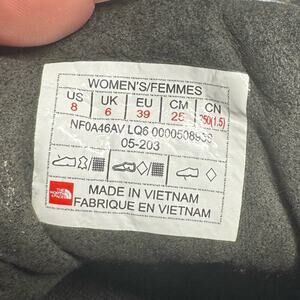 WOMEN'S/FEMMES
US UK EU CM CN
8 6 39 25 250(1.5)
NF0A46AV LQ6 0000508938
05-203
THE NORTH FACE
MADE IN VIETNAM
FABRIQUE EN VIETNAM